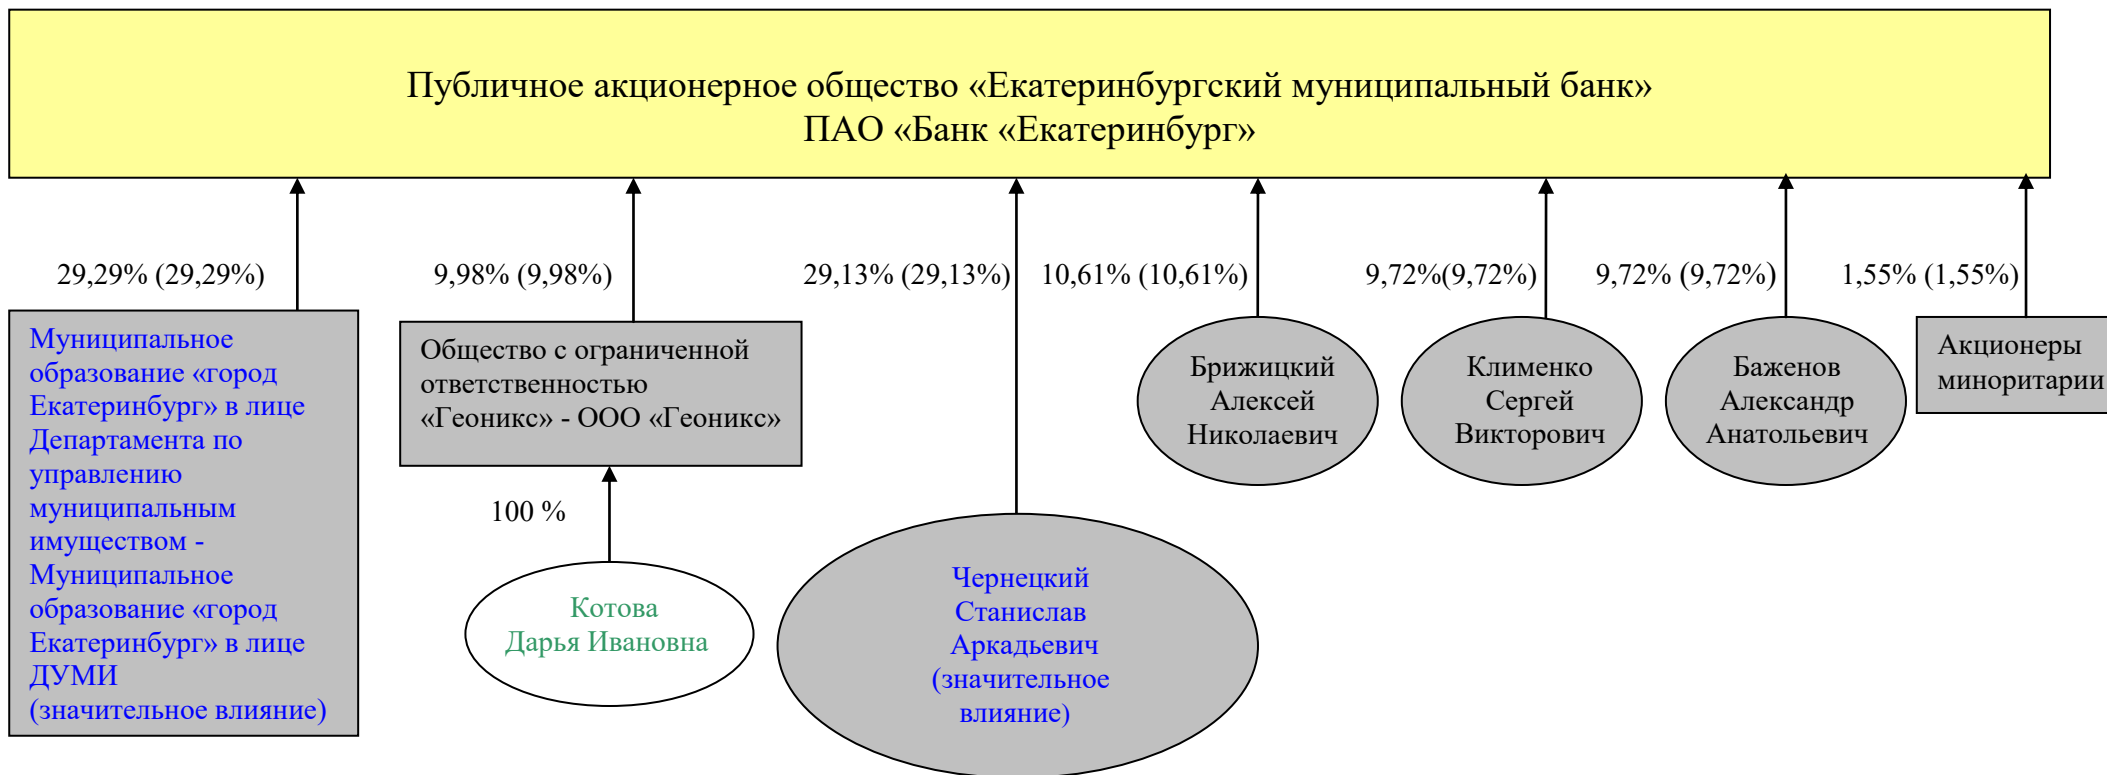 Публичное акционерное общество «Екатеринбургский муниципальный банк»
ПАО «Банк «Екатеринбург»
29,29% (29,29%)
9,98% (9,98%)
29,13% (29,13%)
10,61% (10,61%)
9,72%(9,72%)
9,72% (9,72%)
1,55% (1,55%)
Муниципальное
образование «город
Екатеринбург» в лице
Департамента по
управлению
муниципальным
имуществом -
Муниципальное
образование «город
Екатеринбург» в лице
ДУМИ
(значительное влияние)
Общество с ограниченной
ответственностью
«Геоникс» - ООО «Геоникс»
100 %
Котова
Дарья Ивановна
Чернецкий
Станислав
Аркадьевич
(значительное
влияние)
Брижицкий
Алексей
Николаевич
Клименко
Сергей
Викторович
Баженов
Александр
Анатольевич
Акционеры
миноритарии